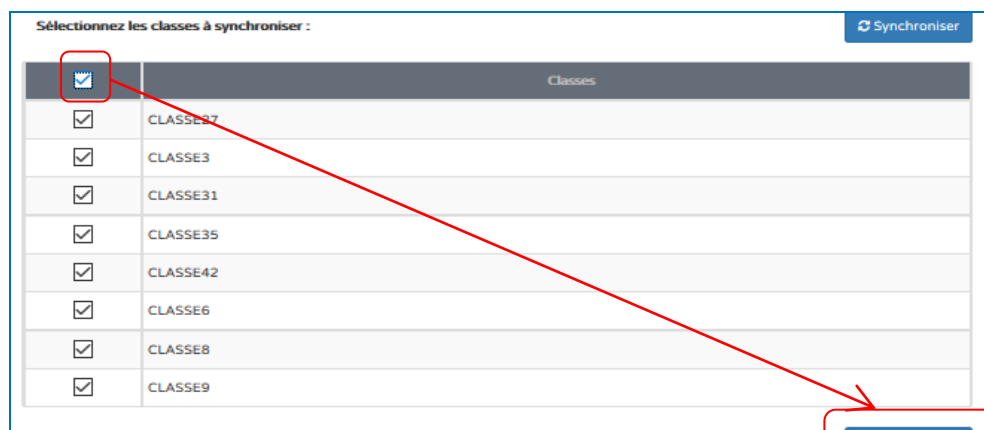 Sélectionnez les classes à synchroniser :
Synchroniser
Classes
CLASSE27
CLASSE3
CLASSE31
CLASSE35
CLASSE42
CLASSE6
CLASSE8
CLASSE9